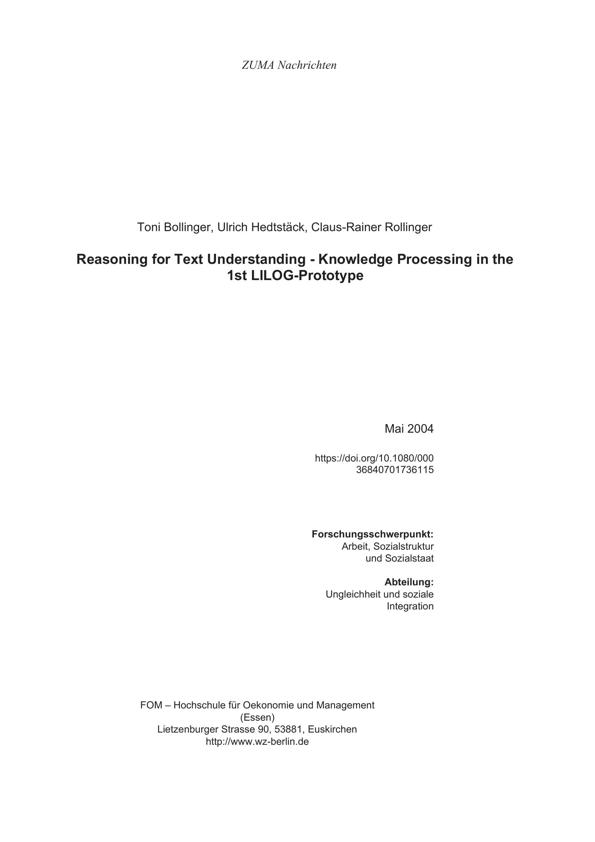 ZUMA Nachrichten
Toni Bollinger, Ulrich Hedtstäck, Claus-Rainer Rollinger
Reasoning for Text Understanding - Knowledge Processing in the
1st LILOG-Prototype
Mai 2004
https://doi.org/10.1080/000
36840701736115
Forschungsschwerpunkt:
Arbeit, Sozialstruktur
und Sozialstaat
Abteilung:
Ungleichheit und soziale
Integration
FOM – Hochschule für Oekonomie und Management
(Essen)
Lietzenburger Strasse 90, 53881, Euskirchen
http://www.wz-berlin.de